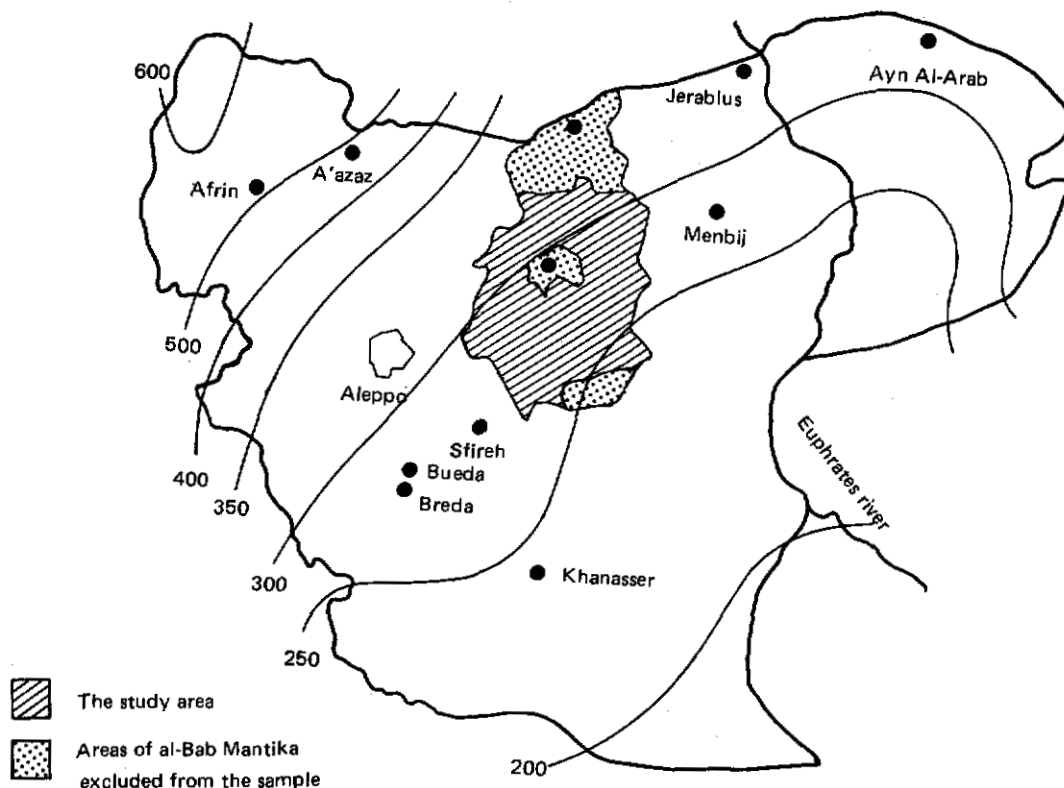 600
Ayn Al-Arab
Jerablus
A'azaz
Afrin
Menbij
500
Aleppo
Sfireh
400
Bueda
350
Breda
Euphrates river
300
Khanasser
250
The study area
Areas of al-Bab Mantika
excluded from the sample
200